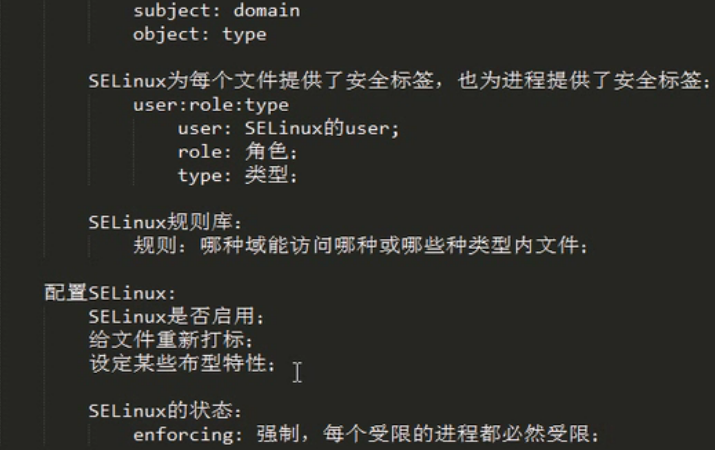 subject: domain
object: type
SELinux为每个文件提供了安全标签，也为进程提供了安全标签；
user:role:type
user: SELinux的user;
role: 角色；
type: 类型；
SELinux规则库：
规则：哪种域能访问哪种或哪些种类型内文件；
配置SELinux:
SELinux是否启用；
给文件重新打标；
设定某些布型特性；
SELinux的状态：
enforcing: 强制，每个受限的进程都必然受限；